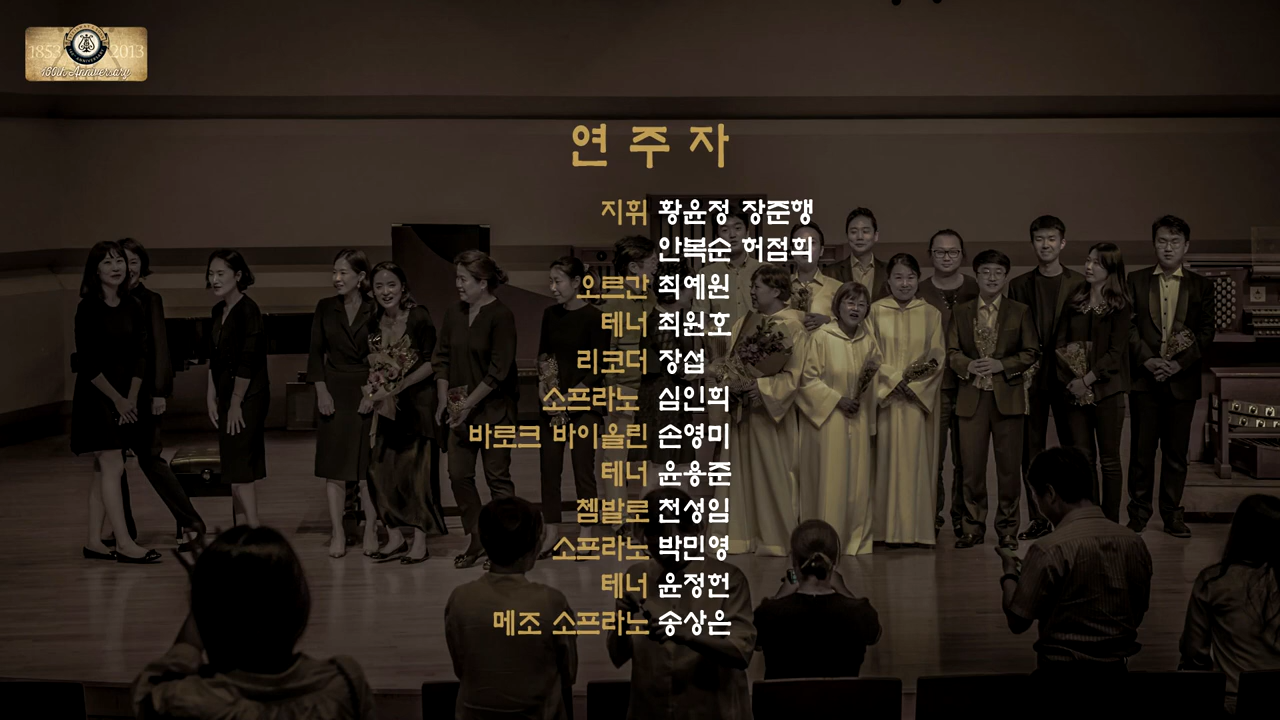 1853 2013
160th Anniversary
연 주 자
지휘 황윤정 장준행
안복순 허점희
오르간 최예원
테너 최원호
리코더 장섭
소프라노 심인희
바로크 바이올린 손영미
테너 윤용준
쳄발로 천성임
소프라노 박민영
테너 윤정헌
메조 소프라노 송상은